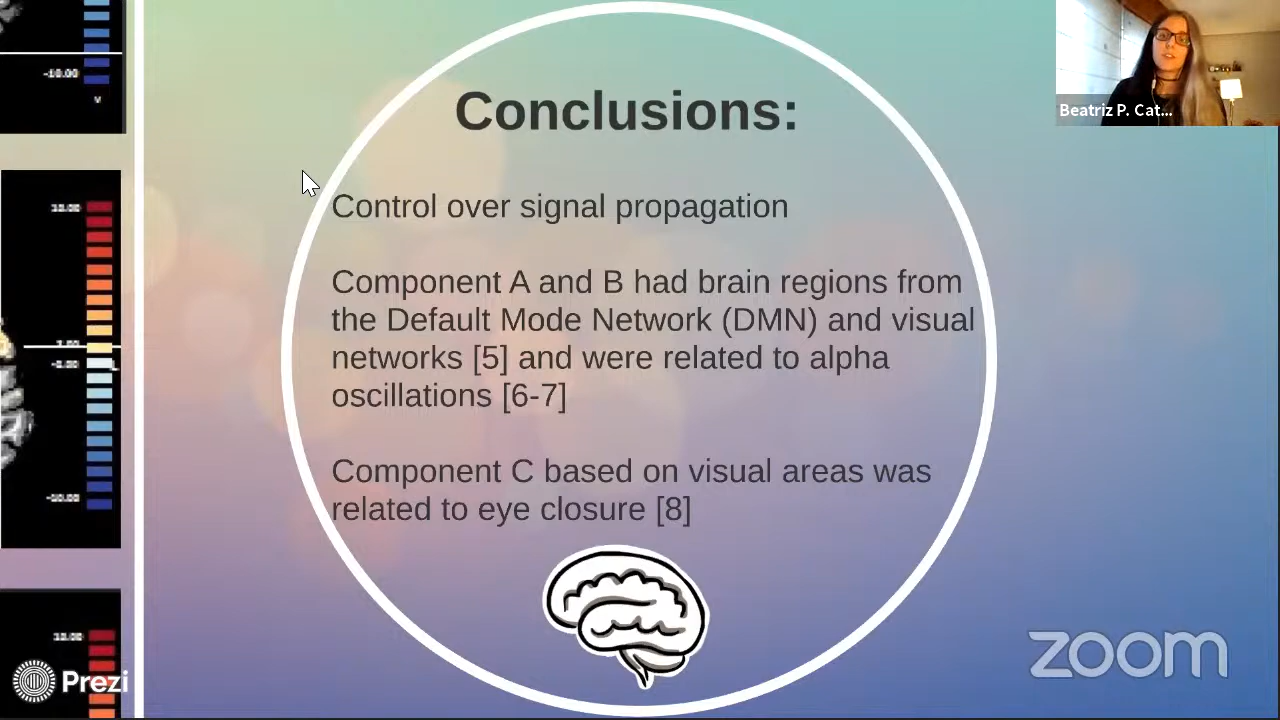 -10.00
Beatriz P. Cat...
Conclusions:
10.00
Control over signal propagation
Component A and B had brain regions from
the Default Mode Network (DMN) and visual
networks [5] and were related to alpha
oscillations [6-7]
Component C based on visual areas was
related to eye closure [8]
-10.00
10.00
Prezi
zoom